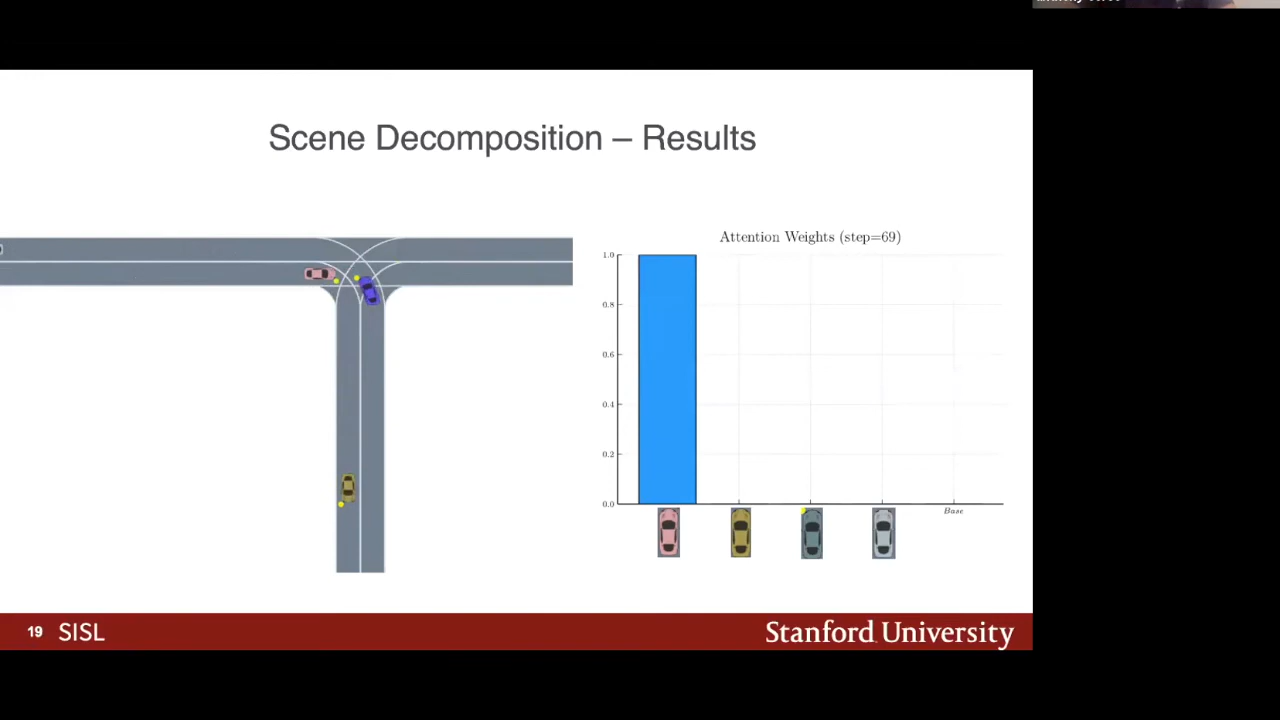 Scene Decomposition – Results
Attention Weights (step=69)
1.0
0.8
0.6
0.4
0.2
0.0
Base
19 SISL
Stanford University